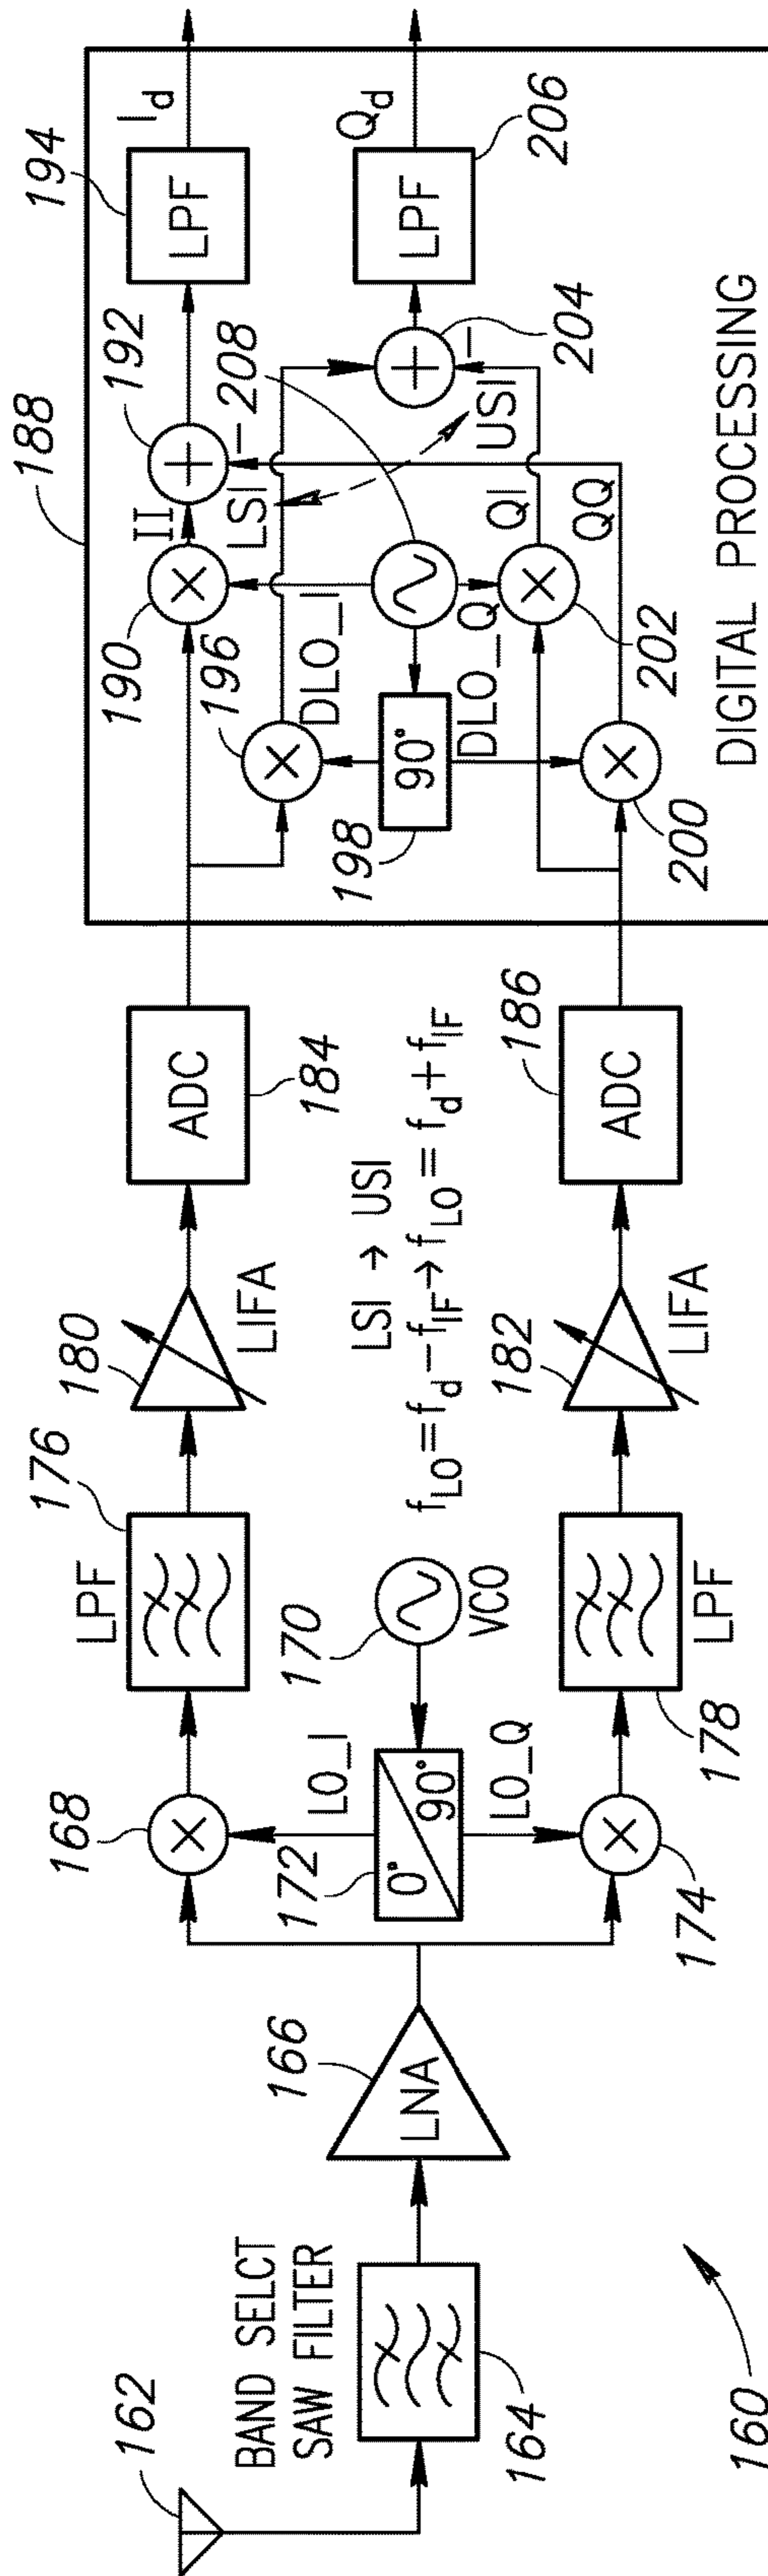 162
BAND SELCT
SAW FILTER
164
166
LNA
168
172
0°
90°
LO_I
LO_Q
174
170
VCO
176
LPF
178
LPF
180
LIFA
182
LIFA
LSI → USI
f_LO = f_d − f_IF → f_LO = f_d + f_IF
184
ADC
186
ADC
188
190
II
192
−
194
LPF
I_d
196
DLO_I
198
90°
DLO_Q
LSI
208
USI
QI
QQ
200
202
204
−
206
LPF
Q_d
DIGITAL PROCESSING
160